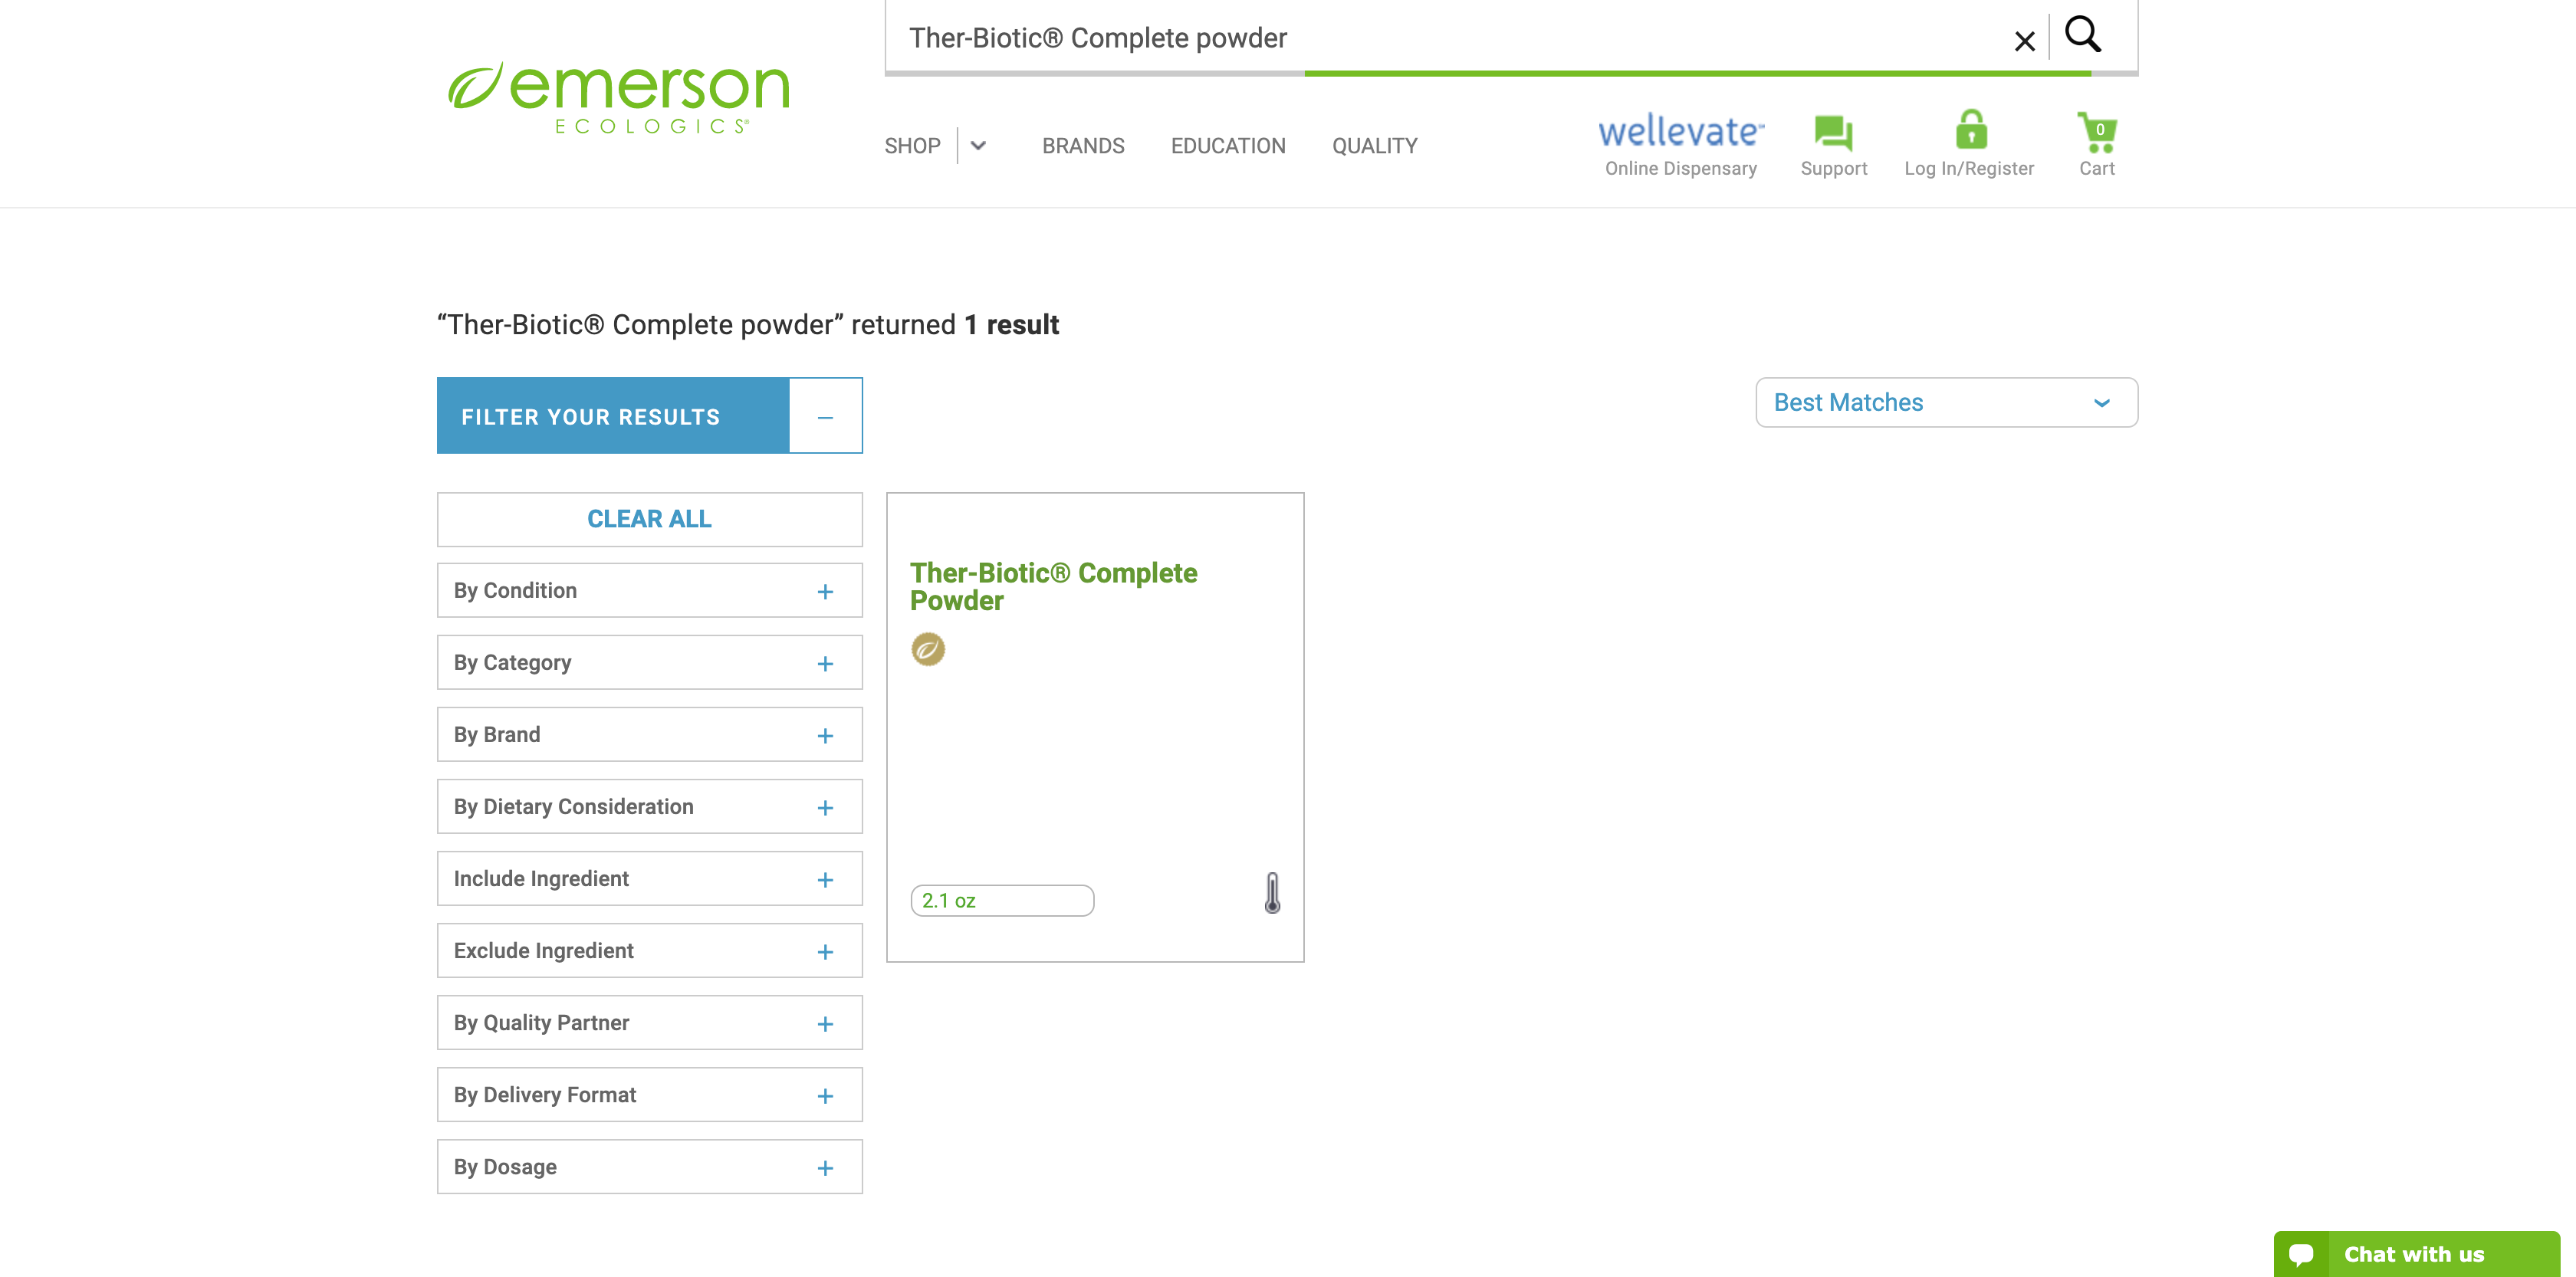 Ther-Biotic® Complete powder
emerson
ECOLOGICS®
SHOP
BRANDS
EDUCATION
QUALITY
wellevate℠
Online Dispensary
Support
Log In/Register
0
Cart
“Ther-Biotic® Complete powder” returned 1 result
FILTER YOUR RESULTS
Best Matches
CLEAR ALL
By Condition
By Category
By Brand
By Dietary Consideration
Include Ingredient
Exclude Ingredient
By Quality Partner
By Delivery Format
By Dosage
Ther-Biotic® Complete
Powder
2.1 oz
Chat with us